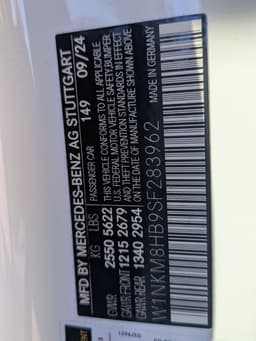 MFD BY MERCEDES-BENZ AG STUTTGART
149 09/24
PASSENGER CAR
KG LBS
GVWR 2550 5622
GAWR FRONT 1215 2679
GAWR REAR 1340 2954
THIS VEHICLE CONFORMS TO ALL APPLICABLE
U.S. FEDERAL MOTOR VEHICLE SAFETY, BUMPER
AND THEFT PREVENTION STANDARDS IN EFFECT
ON THE DATE OF MANUFACTURE SHOWN ABOVE
W1NKM8HB9SF283962
MADE IN GERMANY